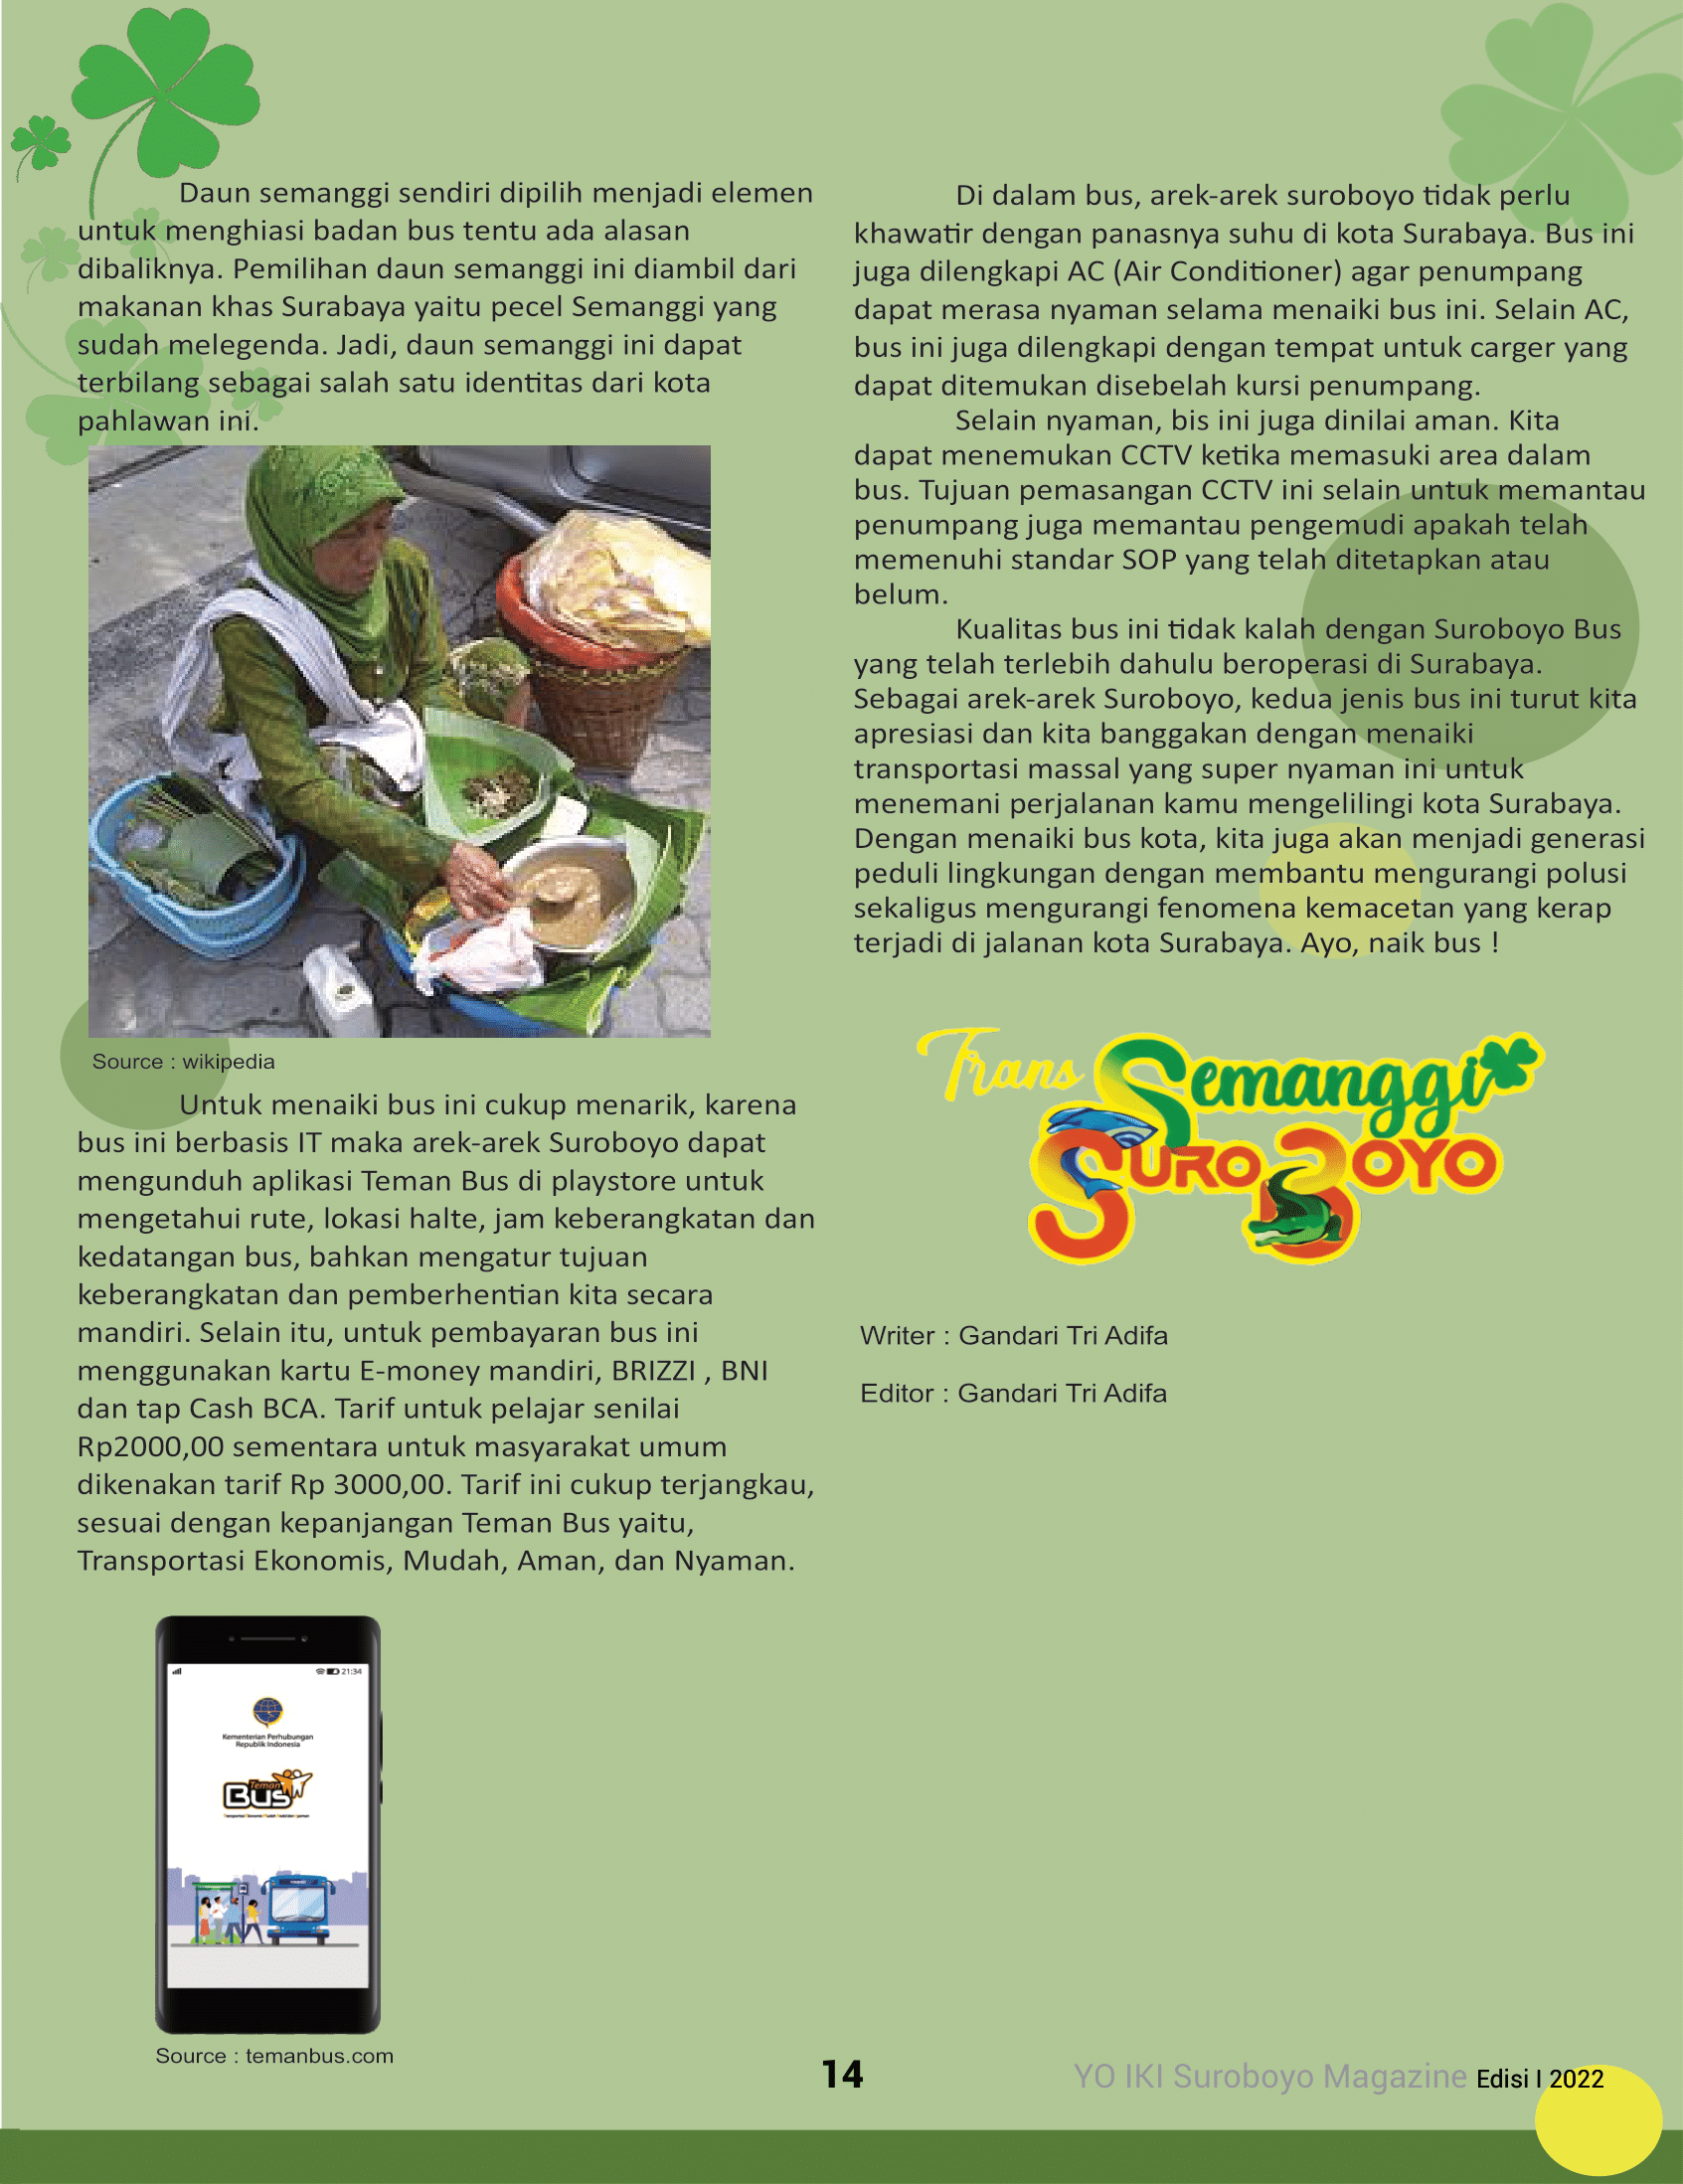 Daun semanggi sendiri dipilih menjadi elemen
untuk menghiasi badan bus tentu ada alasan
dibaliknya. Pemilihan daun semanggi ini diambil dari
makanan khas Surabaya yaitu pecel Semanggi yang
sudah melegenda. Jadi, daun semanggi ini dapat
terbilang sebagai salah satu identitas dari kota
pahlawan ini.
Source : wikipedia
Untuk menaiki bus ini cukup menarik, karena
bus ini berbasis IT maka arek-arek Suroboyo dapat
mengunduh aplikasi Teman Bus di playstore untuk
mengetahui rute, lokasi halte, jam keberangkatan dan
kedatangan bus, bahkan mengatur tujuan
keberangkatan dan pemberhentian kita secara
mandiri. Selain itu, untuk pembayaran bus ini
menggunakan kartu E-money mandiri, BRIZZI , BNI
dan tap Cash BCA. Tarif untuk pelajar senilai
Rp2000,00 sementara untuk masyarakat umum
dikenakan tarif Rp 3000,00. Tarif ini cukup terjangkau,
sesuai dengan kepanjangan Teman Bus yaitu,
Transportasi Ekonomis, Mudah, Aman, dan Nyaman.
21:34
Kementerian Perhubungan
Republik Indonesia
Teman
Bus
Source : temanbus.com
Di dalam bus, arek-arek suroboyo tidak perlu
khawatir dengan panasnya suhu di kota Surabaya. Bus ini
juga dilengkapi AC (Air Conditioner) agar penumpang
dapat merasa nyaman selama menaiki bus ini. Selain AC,
bus ini juga dilengkapi dengan tempat untuk carger yang
dapat ditemukan disebelah kursi penumpang.
Selain nyaman, bis ini juga dinilai aman. Kita
dapat menemukan CCTV ketika memasuki area dalam
bus. Tujuan pemasangan CCTV ini selain untuk memantau
penumpang juga memantau pengemudi apakah telah
memenuhi standar SOP yang telah ditetapkan atau
belum.
Kualitas bus ini tidak kalah dengan Suroboyo Bus
yang telah terlebih dahulu beroperasi di Surabaya.
Sebagai arek-arek Suroboyo, kedua jenis bus ini turut kita
apresiasi dan kita banggakan dengan menaiki
transportasi massal yang super nyaman ini untuk
menemani perjalanan kamu mengelilingi kota Surabaya.
Dengan menaiki bus kota, kita juga akan menjadi generasi
peduli lingkungan dengan membantu mengurangi polusi
sekaligus mengurangi fenomena kemacetan yang kerap
terjadi di jalanan kota Surabaya. Ayo, naik bus !
Trans Semanggi
SUROBOYO
Writer : Gandari Tri Adifa
Editor : Gandari Tri Adifa
14
YO IKI Suroboyo Magazine Edisi I 2022